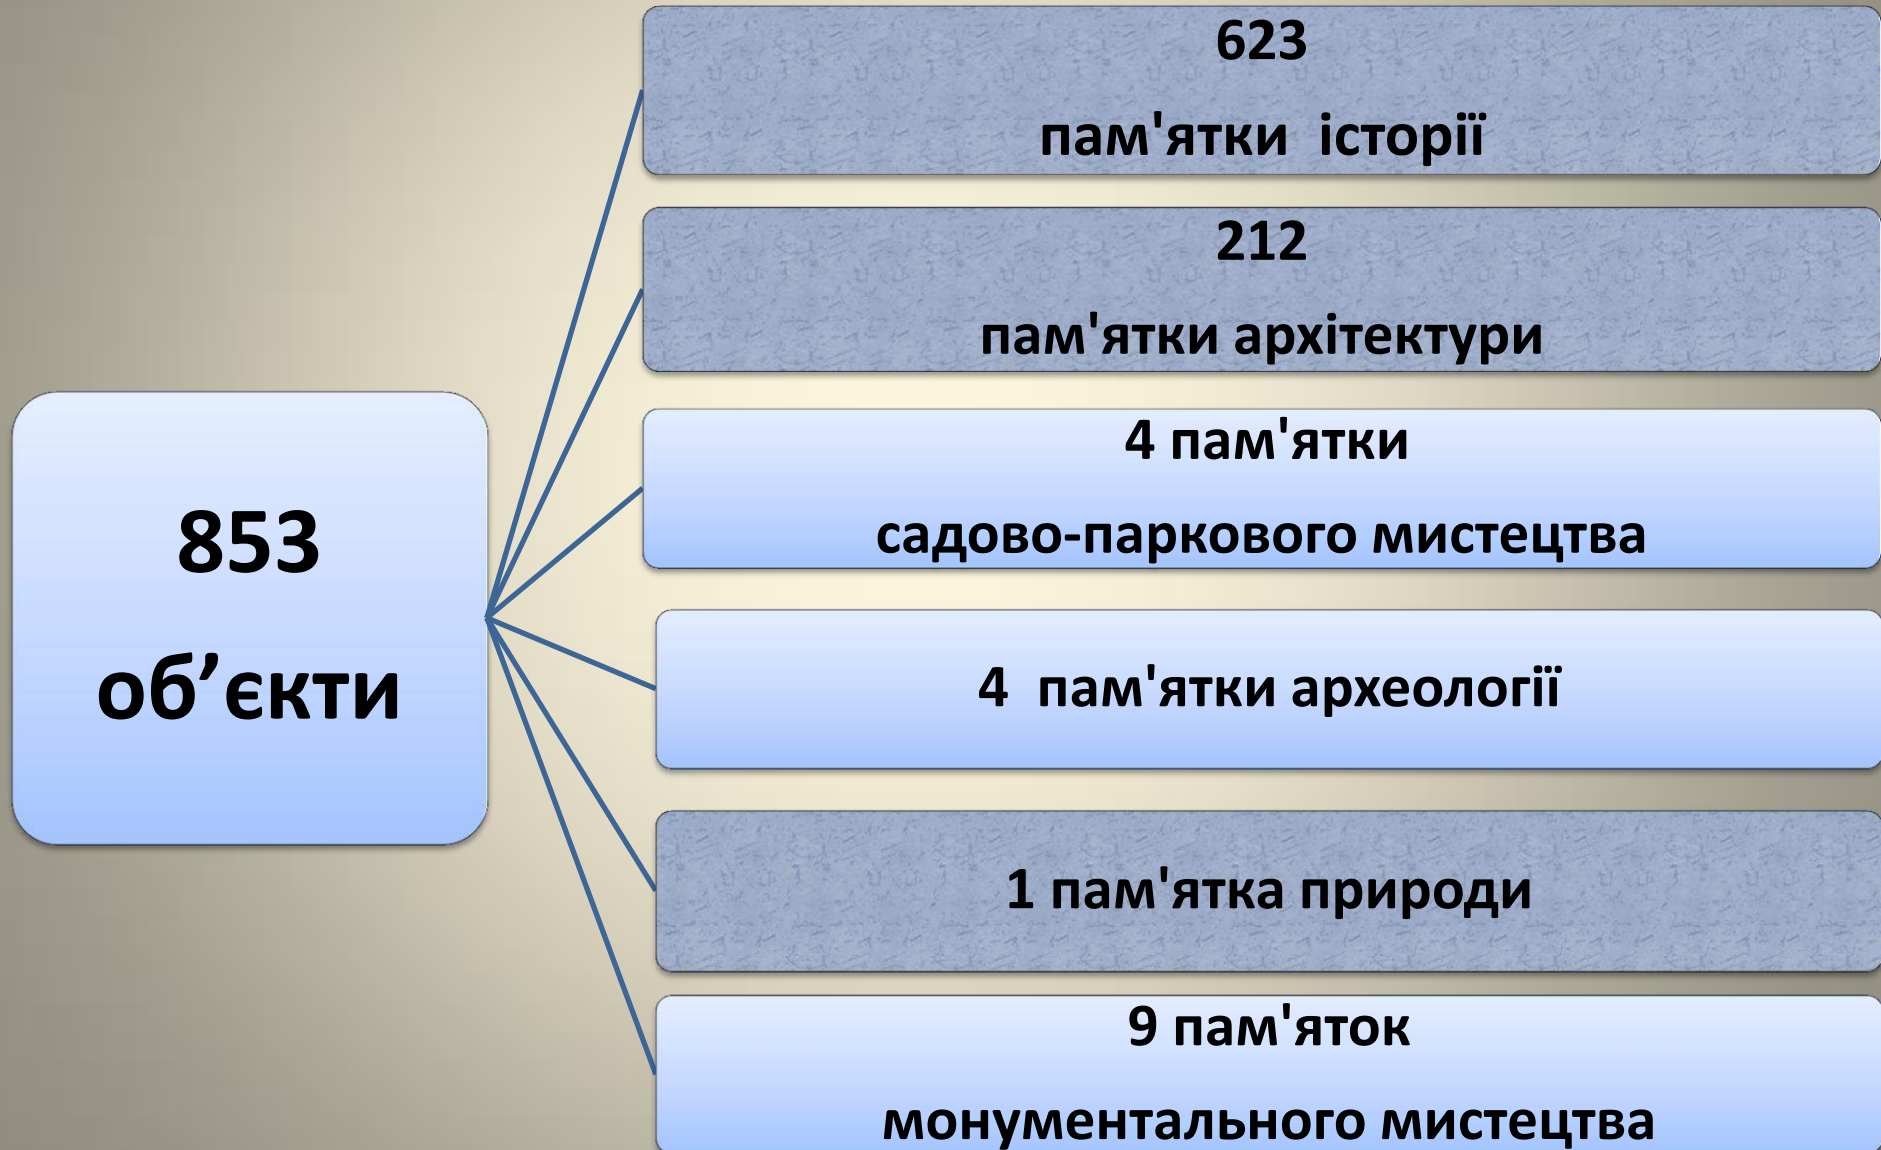 853
об’єкти
623
пам'ятки історії
212
пам'ятки архітектури
4 пам'ятки
садово-паркового мистецтва
4 пам'ятки археології
1 пам'ятка природи
9 пам'яток
монументального мистецтва